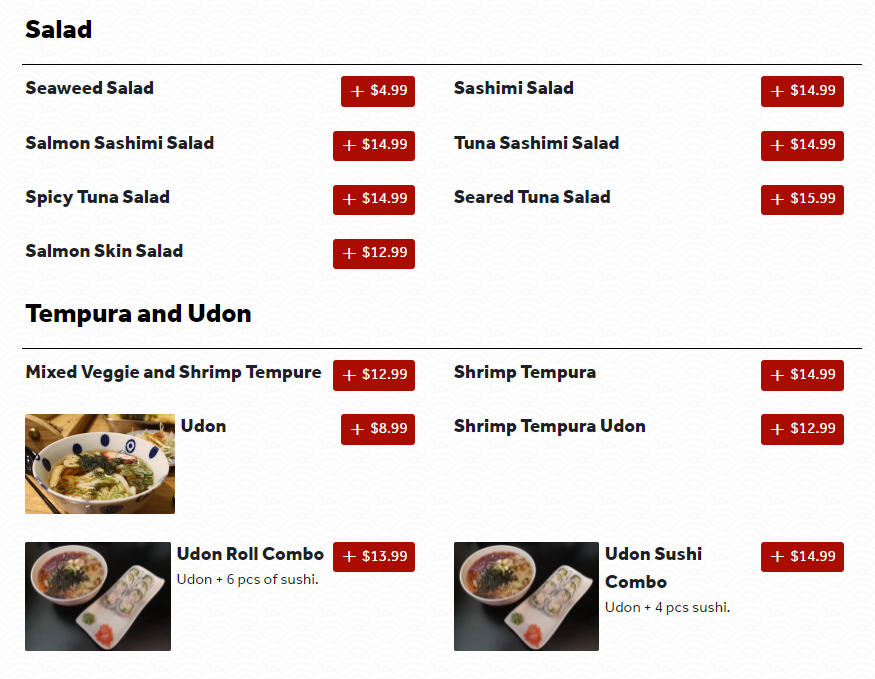 Salad
Seaweed Salad + $4.99
Sashimi Salad + $14.99
Salmon Sashimi Salad + $14.99
Tuna Sashimi Salad + $14.99
Spicy Tuna Salad + $14.99
Seared Tuna Salad + $15.99
Salmon Skin Salad + $12.99
Tempura and Udon
Mixed Veggie and Shrimp Tempure + $12.99
Shrimp Tempura + $14.99
Udon + $8.99
Shrimp Tempura Udon + $12.99
Udon Roll Combo + $13.99
Udon + 6 pcs of sushi.
Udon Sushi + $14.99
Combo
Udon + 4 pcs sushi.